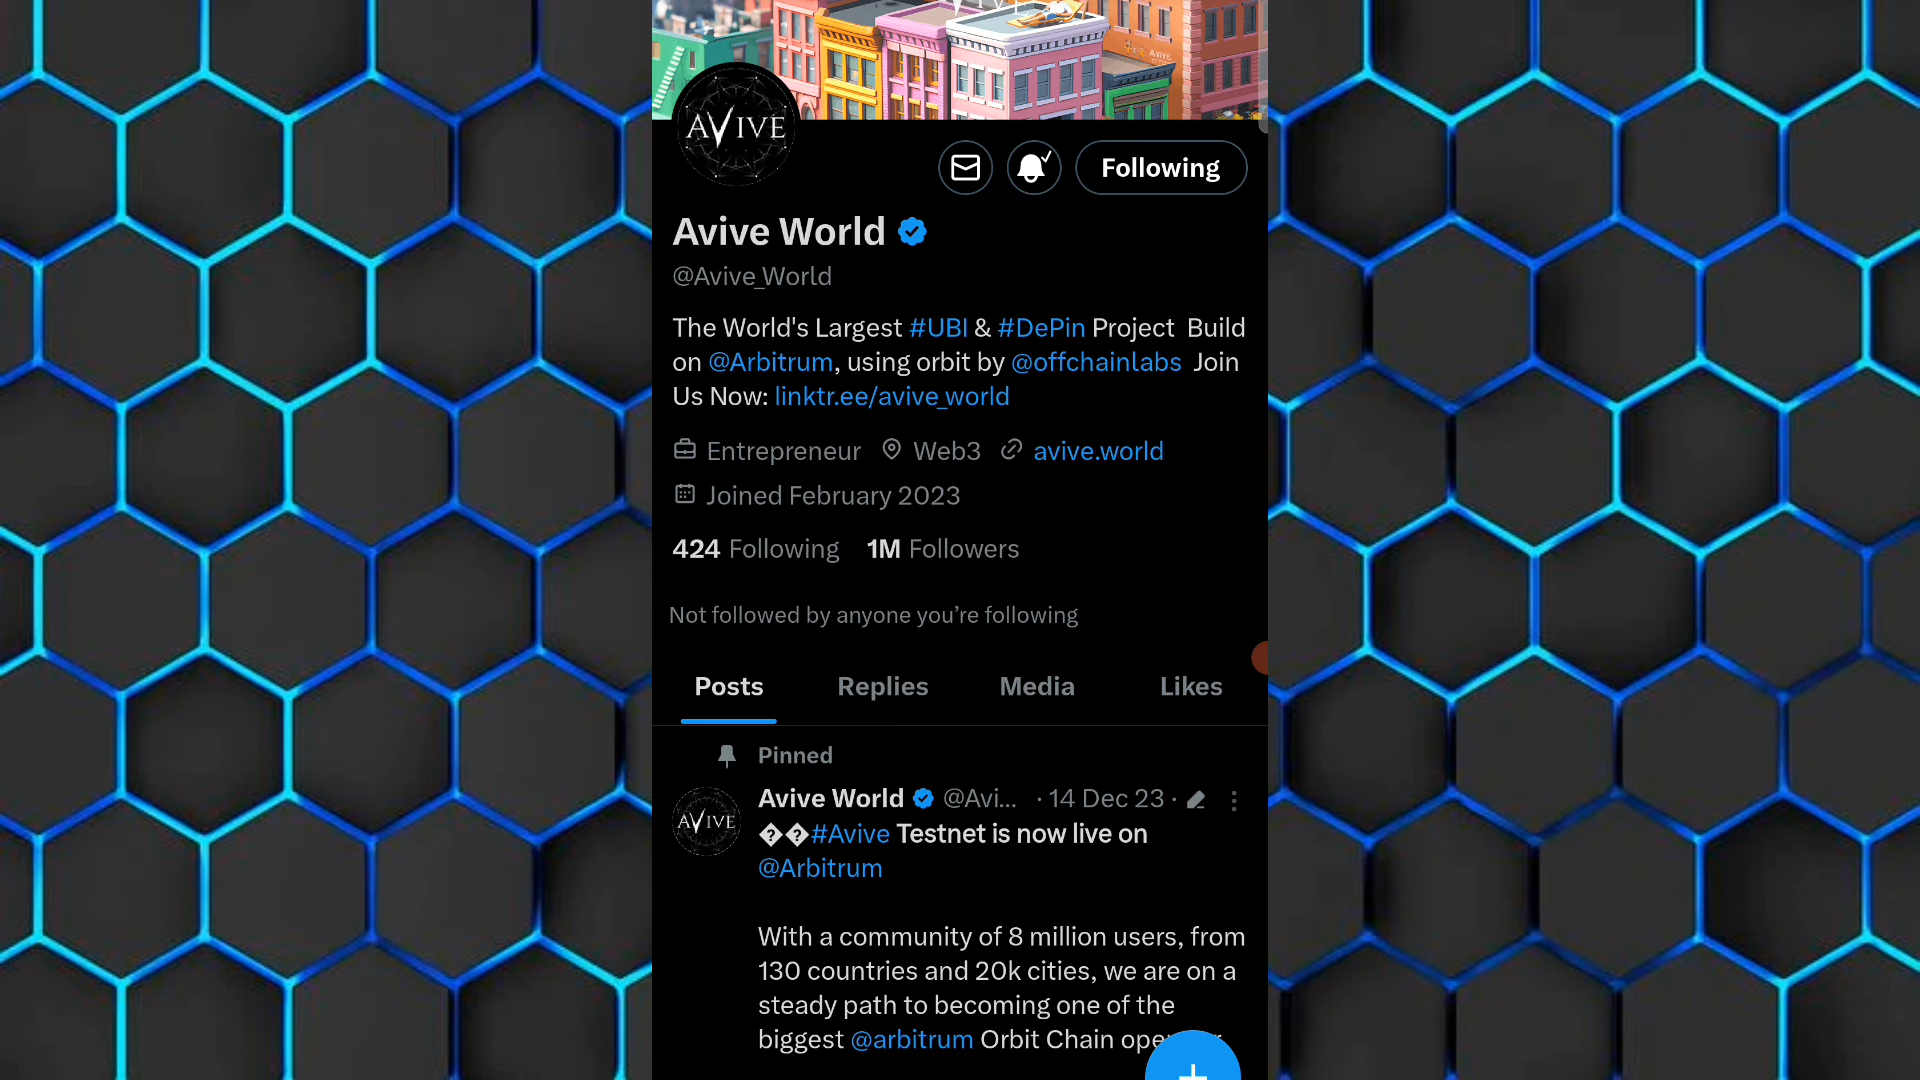 AVIVE
Following
Avive World
@Avive_World
The World's Largest #UBI & #DePin Project Build
on @Arbitrum, using orbit by @offchainlabs Join
Us Now: linktr.ee/avive_world
Entrepreneur Web3 avive.world
Joined February 2023
424 Following 1M Followers
Not followed by anyone you’re following
Posts Replies Media Likes
Pinned
AVIVE
Avive World @Avi... · 14 Dec 23 ·
��#Avive Testnet is now live on
@Arbitrum
With a community of 8 million users, from
130 countries and 20k cities, we are on a
steady path to becoming one of the
biggest @arbitrum Orbit Chain